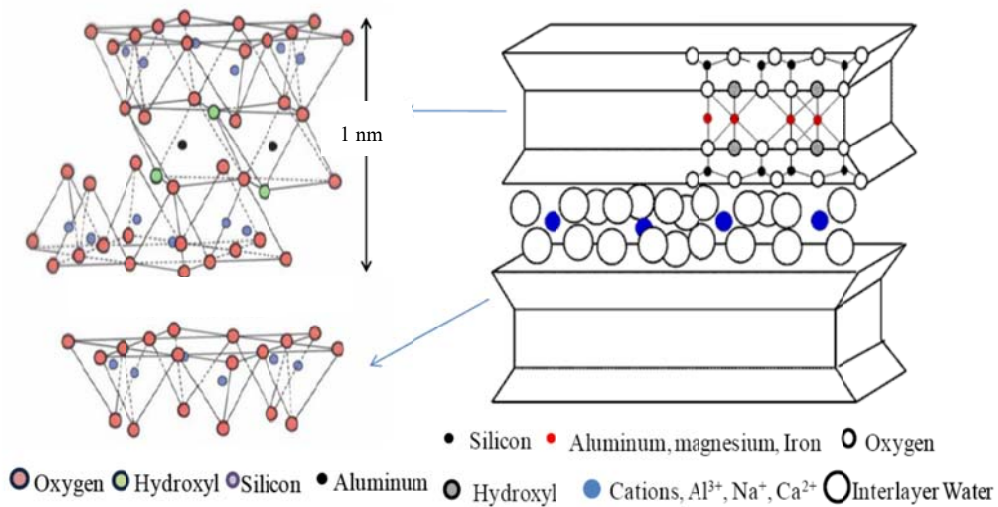 1 nm
Silicon Aluminum, magnesium, Iron Oxygen
Oxygen Hydroxyl Silicon Aluminum
Hydroxyl Cations, Al³⁺, Na⁺, Ca²⁺ Interlayer Water